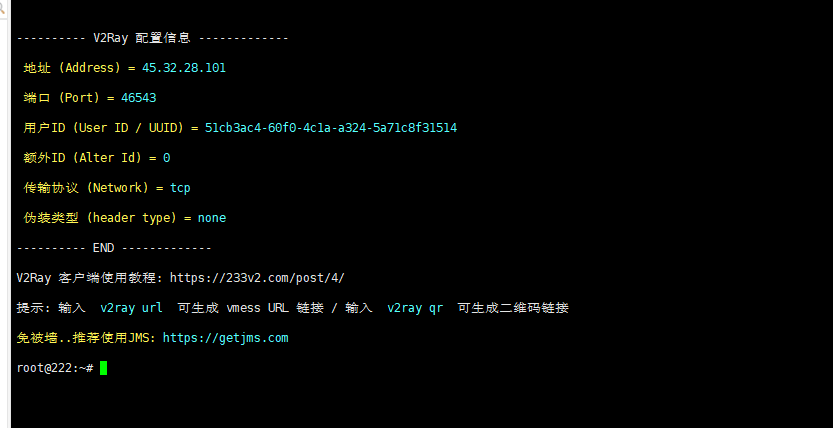 ---------- V2Ray 配置信息 -------------
地址 (Address) = 45.32.28.101
端口 (Port) = 46543
用户ID (User ID / UUID) = 51cb3ac4-60f0-4c1a-a324-5a71c8f31514
额外ID (Alter Id) = 0
传输协议 (Network) = tcp
伪装类型 (header type) = none
---------- END -------------
V2Ray 客户端使用教程: https://233v2.com/post/4/
提示: 输入  v2ray url  可生成 vmess URL 链接 / 输入  v2ray qr  可生成二维码链接
免被墙..推荐使用JMS: https://getjms.com
root@222:~#